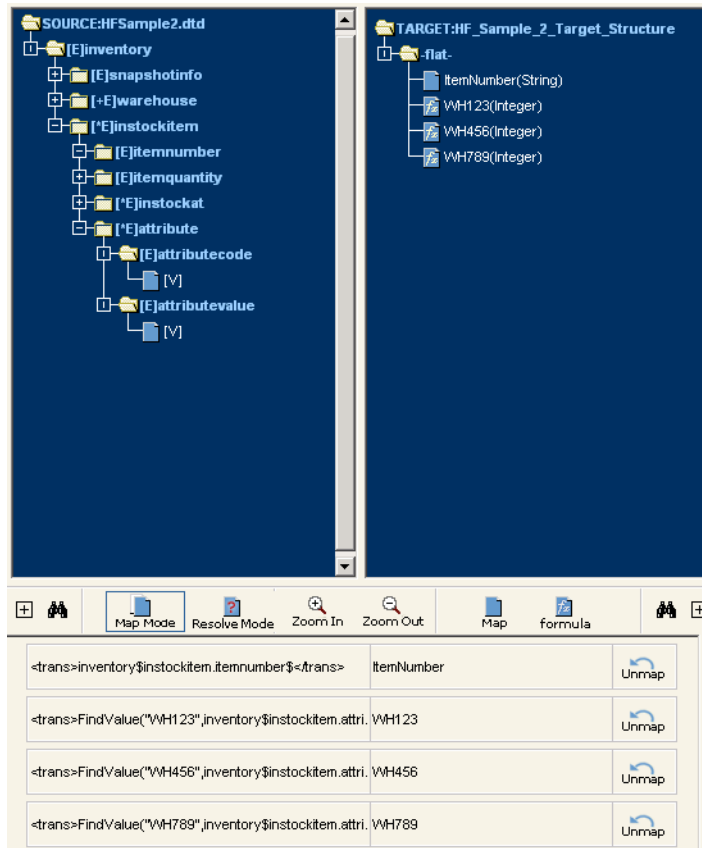 SOURCE:HFSample2.dtd
[E]inventory
[E]snapshotinfo
[+E]warehouse
[*E]instockitem
[E]itemnumber
[E]itemquantity
[*E]instockat
[*E]attribute
[E]attributecode
[V]
[E]attributevalue
[V]
TARGET:HF_Sample_2_Target_Structure
-flat-
ItemNumber(String)
WH123(Integer)
WH456(Integer)
WH789(Integer)
Map Mode Resolve Mode Zoom In Zoom Out Map formula
<trans>inventory$instockitem.itemnumber$</trans> ItemNumber Unmap
<trans>FindValue("WH123",inventory$instockitem.attri. WH123 Unmap
<trans>FindValue("WH456",inventory$instockitem.attri. WH456 Unmap
<trans>FindValue("WH789",inventory$instockitem.attri. WH789 Unmap